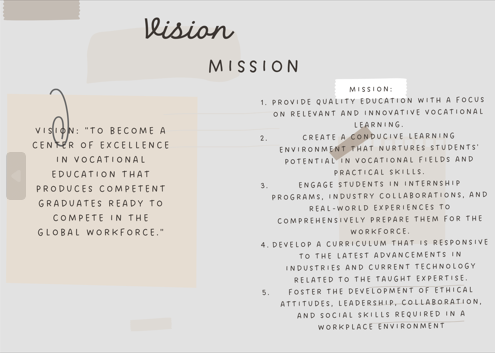 Vision
MISSION
VISION: "TO BECOME A
CENTER OF EXCELLENCE
IN VOCATIONAL
EDUCATION THAT
PRODUCES COMPETENT
GRADUATES READY TO
COMPETE IN THE
GLOBAL WORKFORCE."
MISSION:
1. PROVIDE QUALITY EDUCATION WITH A FOCUS
ON RELEVANT AND INNOVATIVE VOCATIONAL
LEARNING.
2. CREATE A CONDUCIVE LEARNING
ENVIRONMENT THAT NURTURES STUDENTS'
POTENTIAL IN VOCATIONAL FIELDS AND
PRACTICAL SKILLS.
3. ENGAGE STUDENTS IN INTERNSHIP
PROGRAMS, INDUSTRY COLLABORATIONS, AND
REAL-WORLD EXPERIENCES TO
COMPREHENSIVELY PREPARE THEM FOR THE
WORKFORCE.
4. DEVELOP A CURRICULUM THAT IS RESPONSIVE
TO THE LATEST ADVANCEMENTS IN
INDUSTRIES AND CURRENT TECHNOLOGY
RELATED TO THE TAUGHT EXPERTISE.
5. FOSTER THE DEVELOPMENT OF ETHICAL
ATTITUDES, LEADERSHIP, COLLABORATION,
AND SOCIAL SKILLS REQUIRED IN A
WORKPLACE ENVIRONMENT